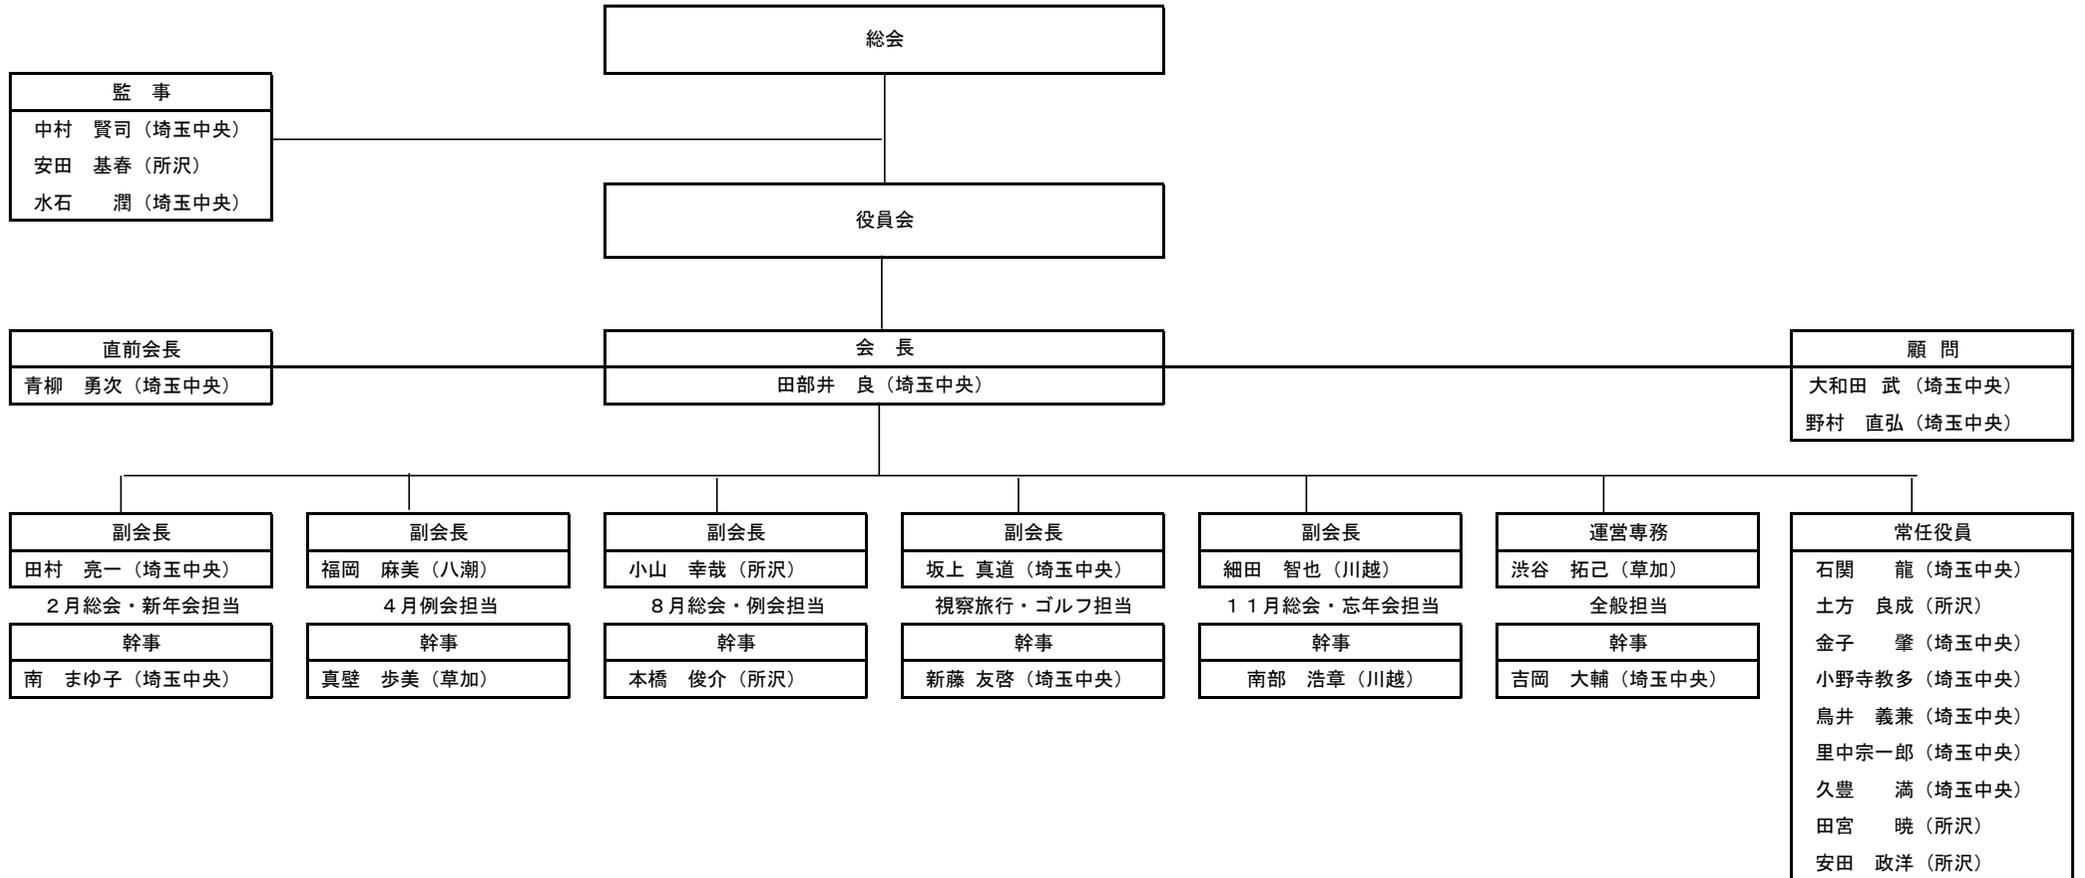 総会
監　事
中村　賢司（埼玉中央）
安田　基春（所沢）
水石　　潤（埼玉中央）
役員会
直前会長
青柳　勇次（埼玉中央）
会　長
田部井　良（埼玉中央）
顧　問
大和田　武（埼玉中央）
野村　直弘（埼玉中央）
副会長
田村　亮一（埼玉中央）
２月総会・新年会担当
幹事
南　まゆ子（埼玉中央）
副会長
福岡　麻美（八潮）
４月例会担当
幹事
真壁　歩美（草加）
副会長
小山　幸哉（所沢）
８月総会・例会担当
幹事
本橋　俊介（所沢）
副会長
坂上 真道（埼玉中央）
視察旅行・ゴルフ担当
幹事
新藤 友啓（埼玉中央）
副会長
細田　智也（川越）
１１月総会・忘年会担当
幹事
南部　浩章（川越）
運営専務
渋谷　拓己（草加）
全般担当
幹事
吉岡　大輔（埼玉中央）
常任役員
石関　　龍（埼玉中央）
土方　良成（所沢）
金子　　肇（埼玉中央）
小野寺教多（埼玉中央）
鳥井　義兼（埼玉中央）
里中宗一郎（埼玉中央）
久豊　　満（埼玉中央）
田宮　　暁（所沢）
安田　政洋（所沢）